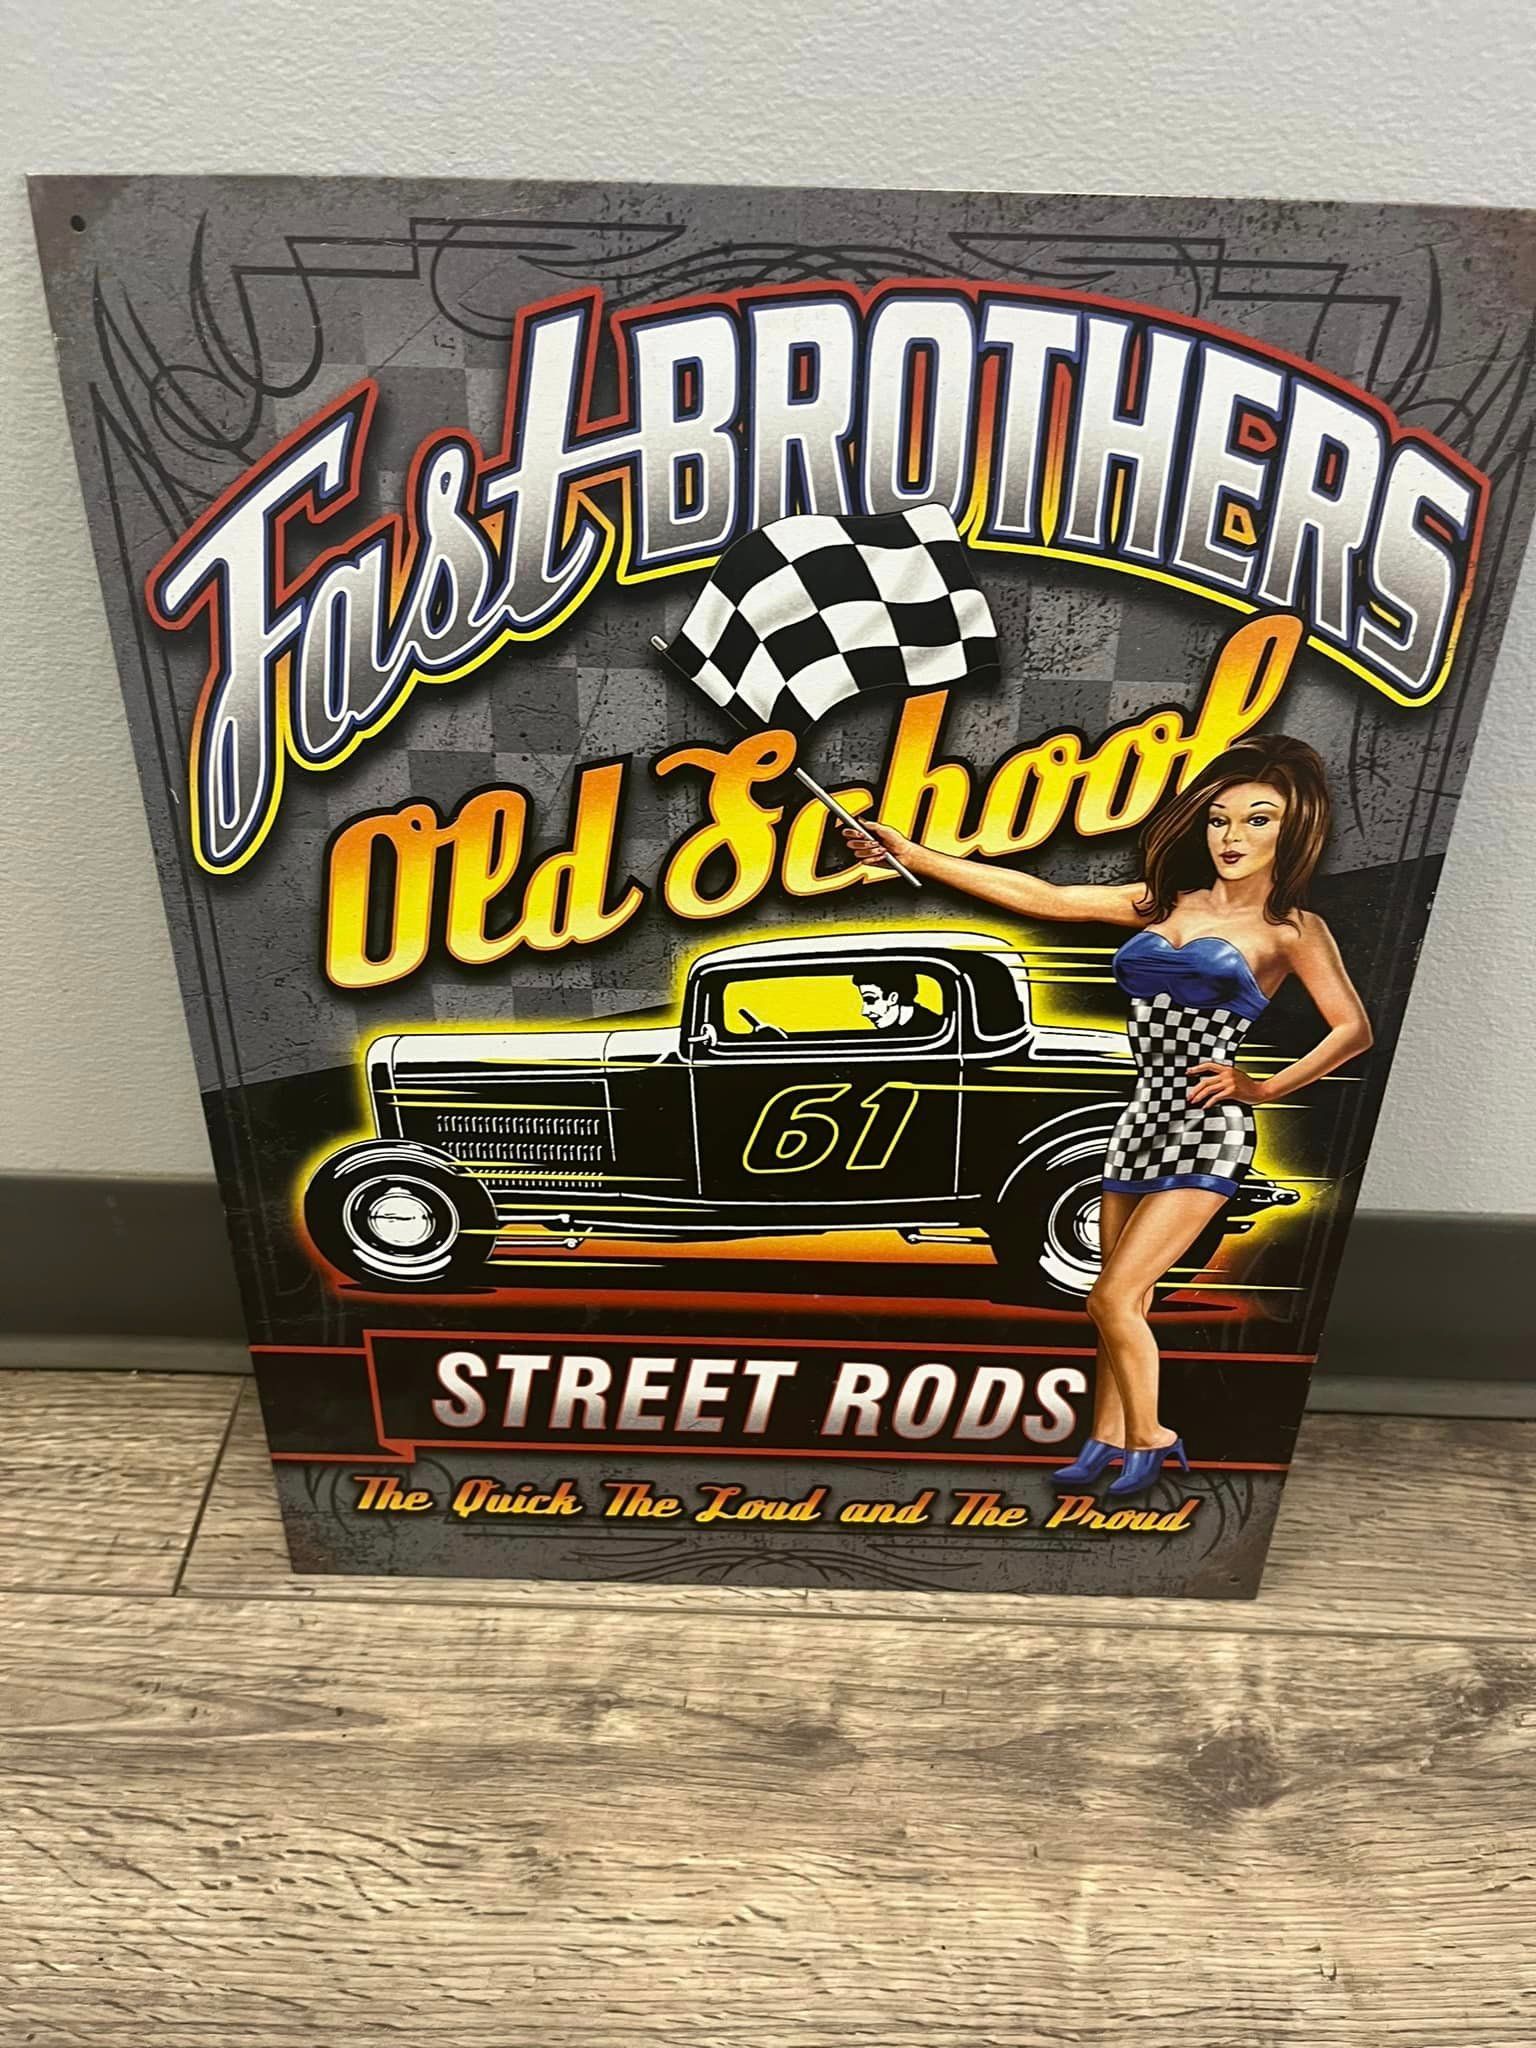 Fast BROTHERS
Old School
61
STREET RODS
The Quick The Loud and The Proud